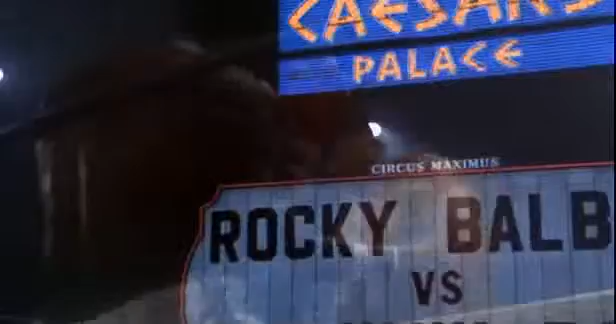 CAESARS
PALACE
CIRCUS MAXIMUS
ROCKY BALB
VS